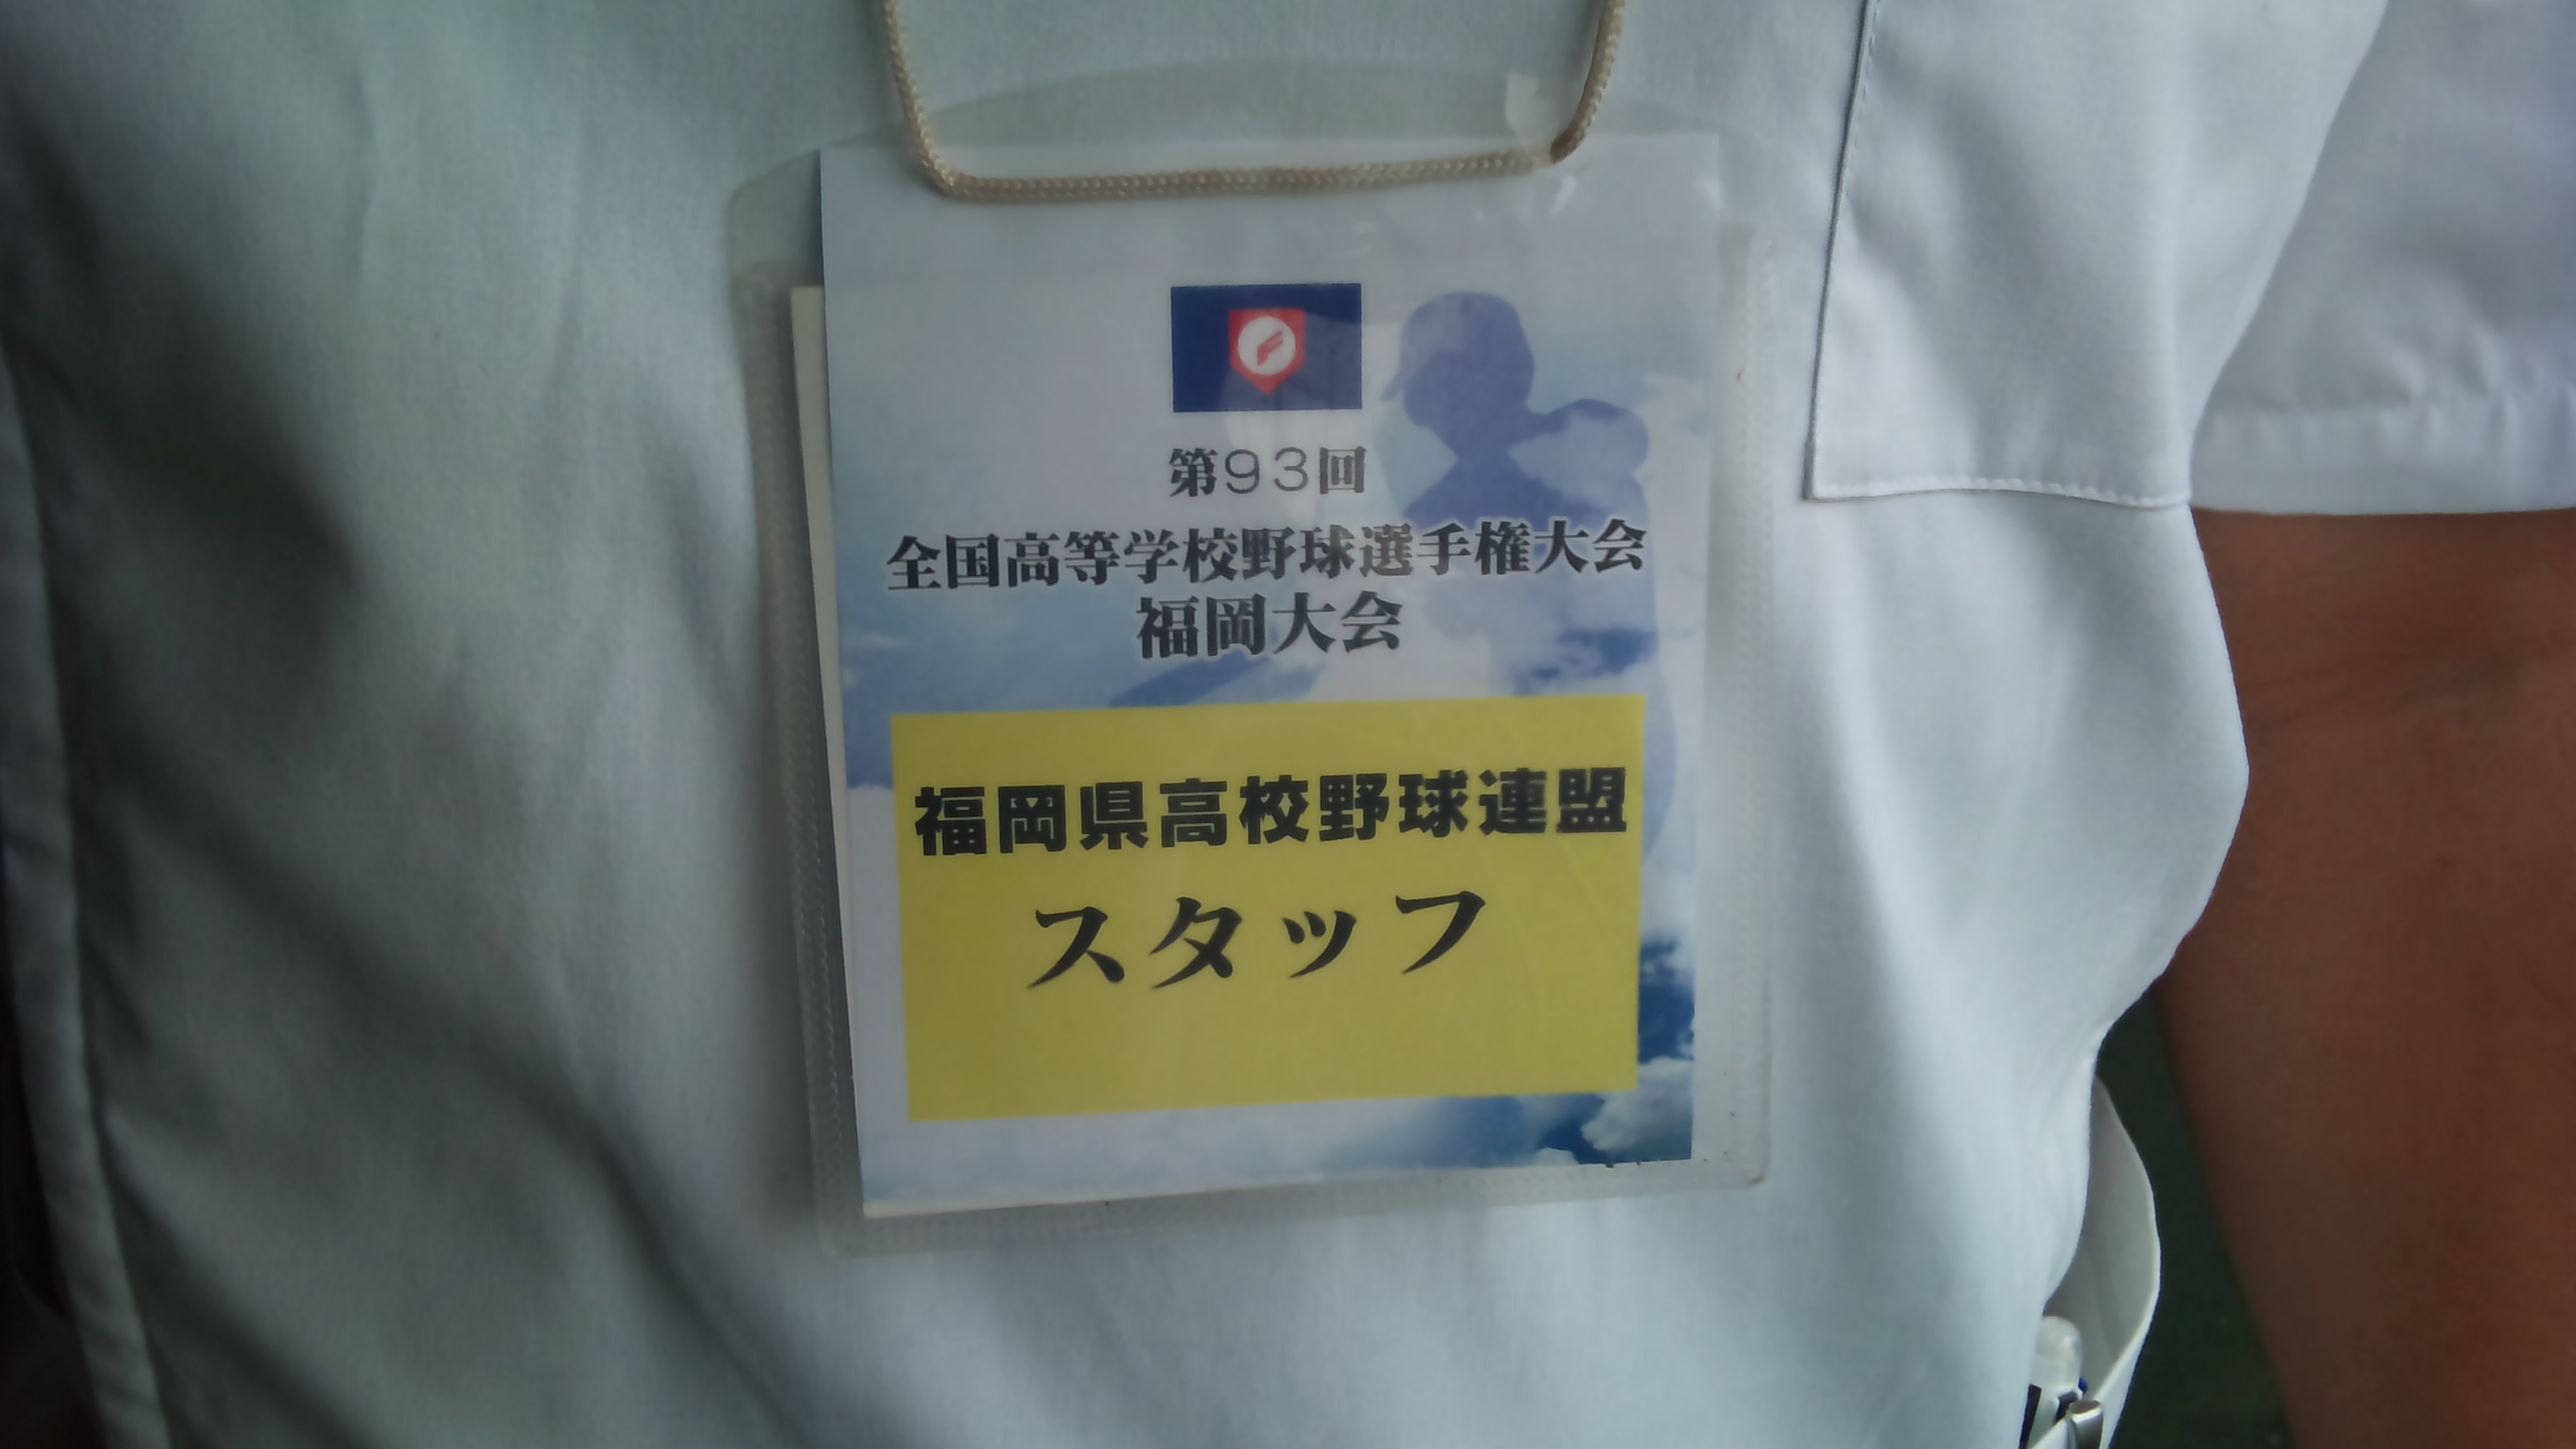 第93回
全国高等学校野球選手権大会
福岡大会
福岡県高校野球連盟
スタッフ